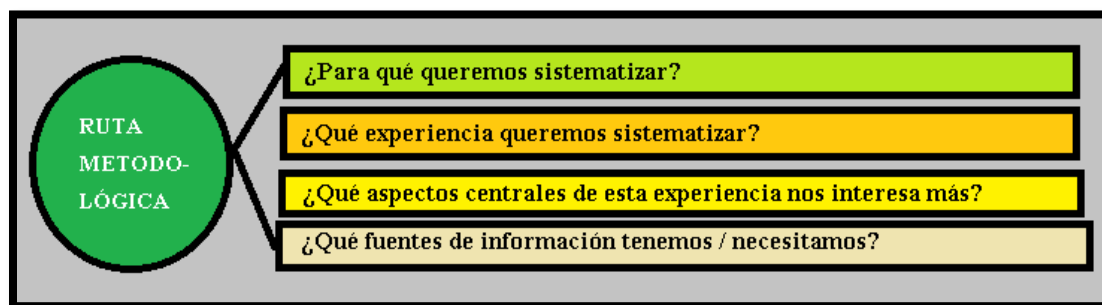 RUTA
METODO-
LÓGICA
¿Para qué queremos sistematizar?
¿Qué experiencia queremos sistematizar?
¿Qué aspectos centrales de esta experiencia nos interesa más?
¿Qué fuentes de información tenemos / necesitamos?